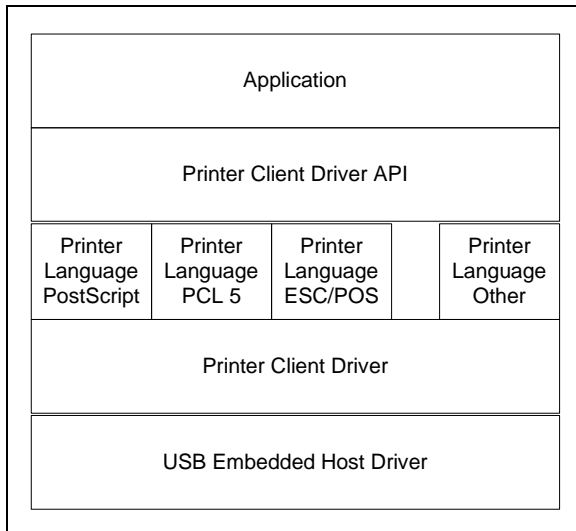 Application
Printer Client Driver API
Printer
Language
PostScript
Printer
Language
PCL 5
Printer
Language
ESC/POS
Printer
Language
Other
Printer Client Driver
USB Embedded Host Driver